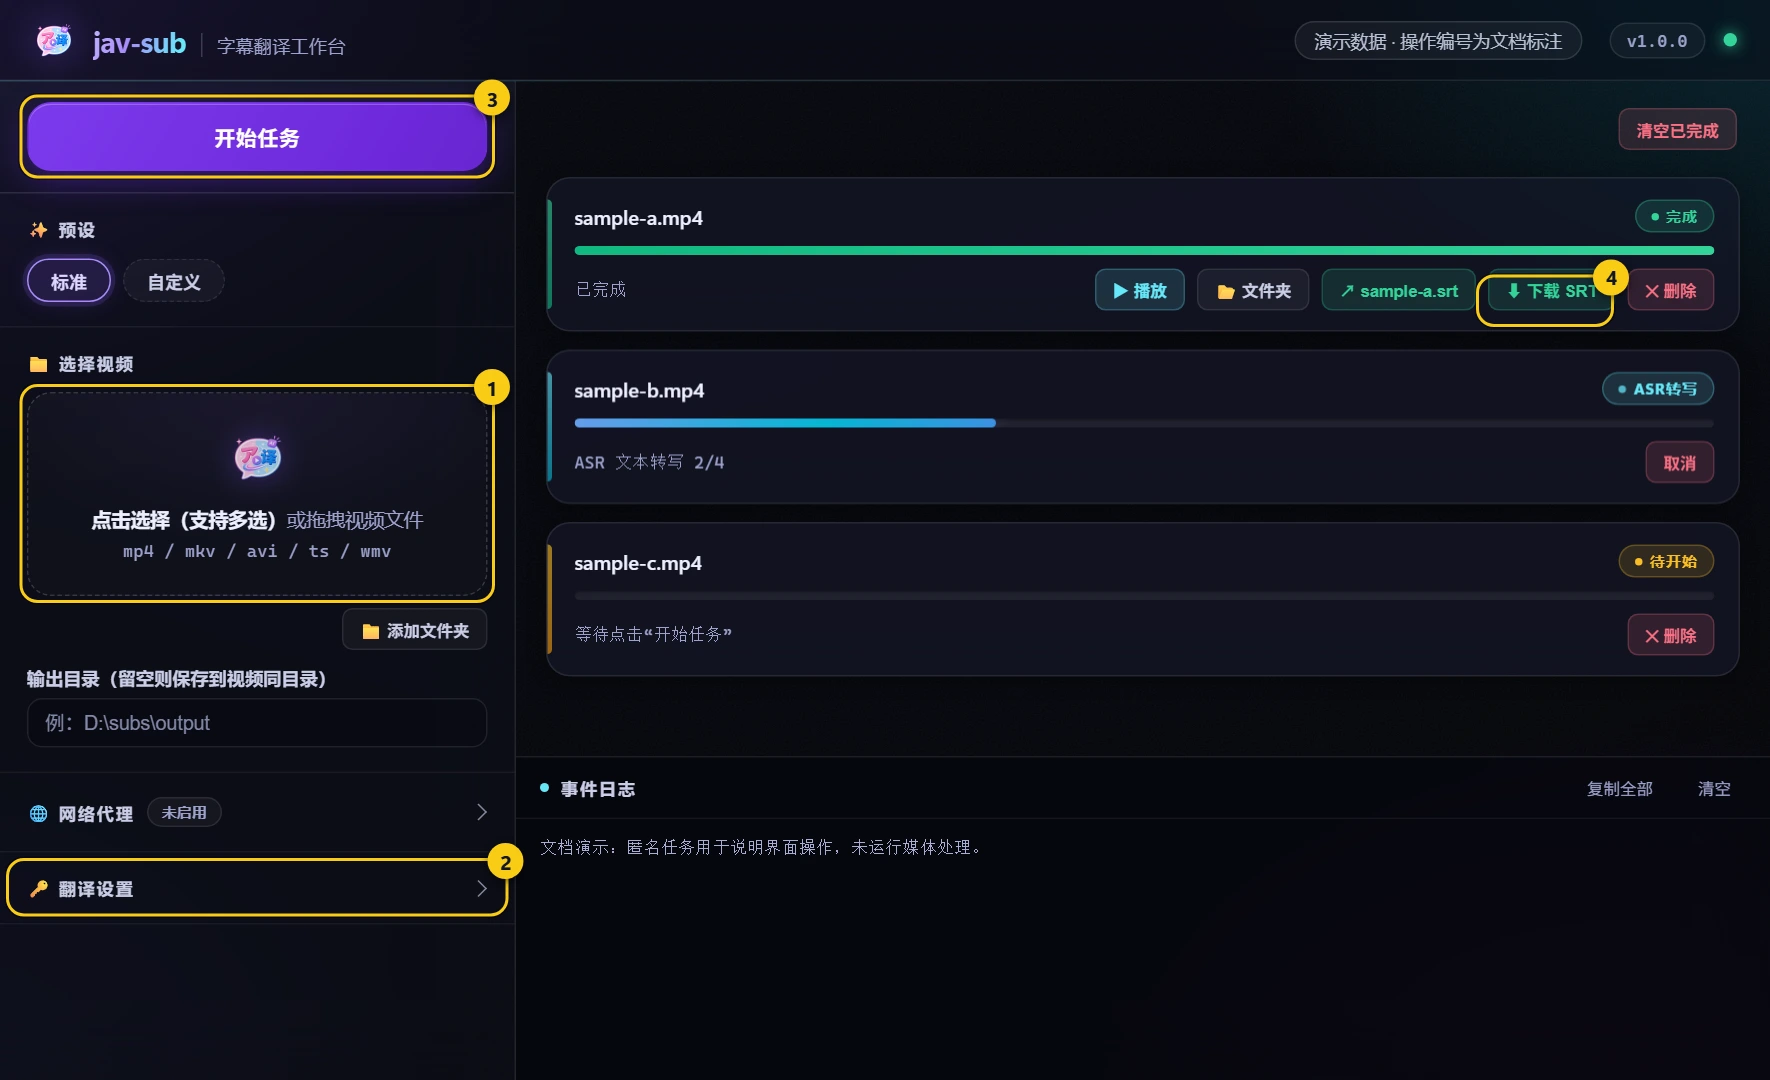 jav-sub 字幕翻译工作台
演示数据 · 操作编号为文档标注
v1.0.0
3
开始任务
预设
标准
自定义
选择视频
1
ア 译
点击选择（支持多选）或拖拽视频文件
mp4 / mkv / avi / ts / wmv
添加文件夹
输出目录（留空则保存到视频同目录）
例：D:\subs\output
网络代理 未启用
2
翻译设置
清空已完成
sample-a.mp4
完成
已完成
播放
文件夹
↗ sample-a.srt
⬇ 下载 SRT
4
✕ 删除
sample-b.mp4
ASR转写
ASR 文本转写 2/4
取消
sample-c.mp4
待开始
等待点击“开始任务”
✕ 删除
事件日志
复制全部
清空
文档演示：匿名任务用于说明界面操作，未运行媒体处理。